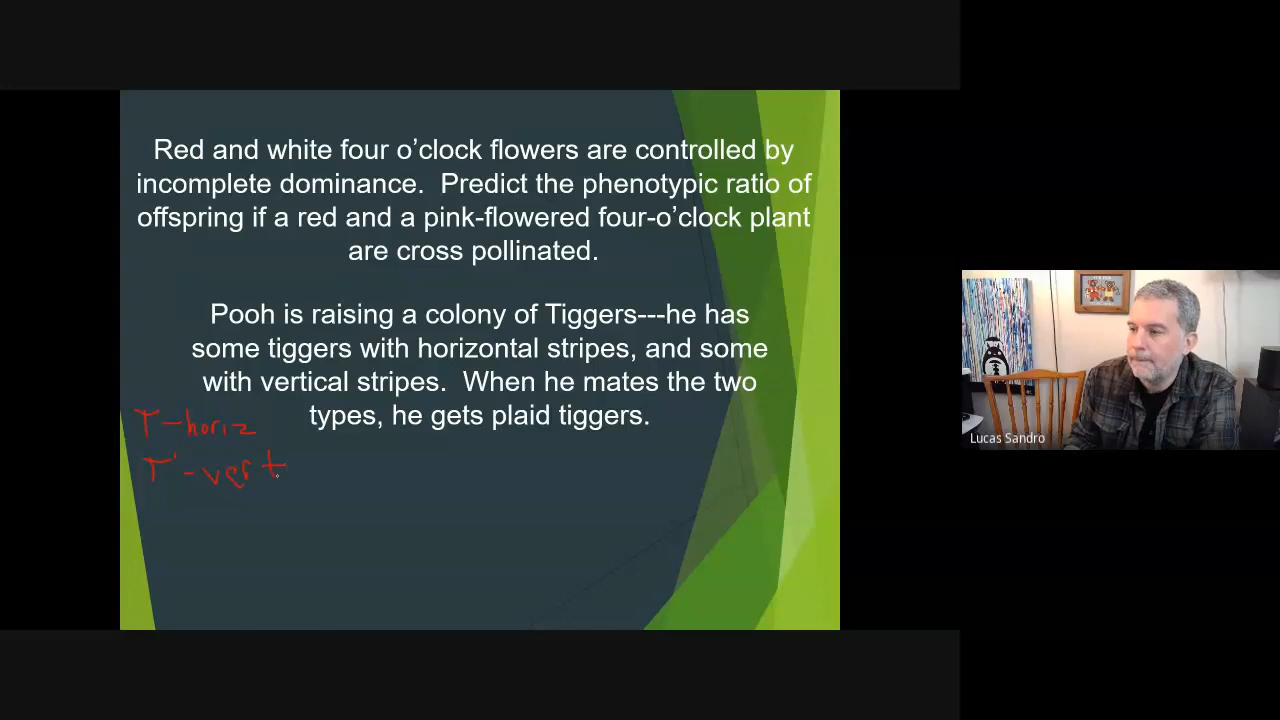 Red and white four o’clock flowers are controlled by
incomplete dominance.  Predict the phenotypic ratio of
offspring if a red and a pink-flowered four-o’clock plant
are cross pollinated.
Pooh is raising a colony of Tiggers---he has
some tiggers with horizontal stripes, and some
with vertical stripes.  When he mates the two
types, he gets plaid tiggers.
T-horiz
T'-vert
Lucas Sandro